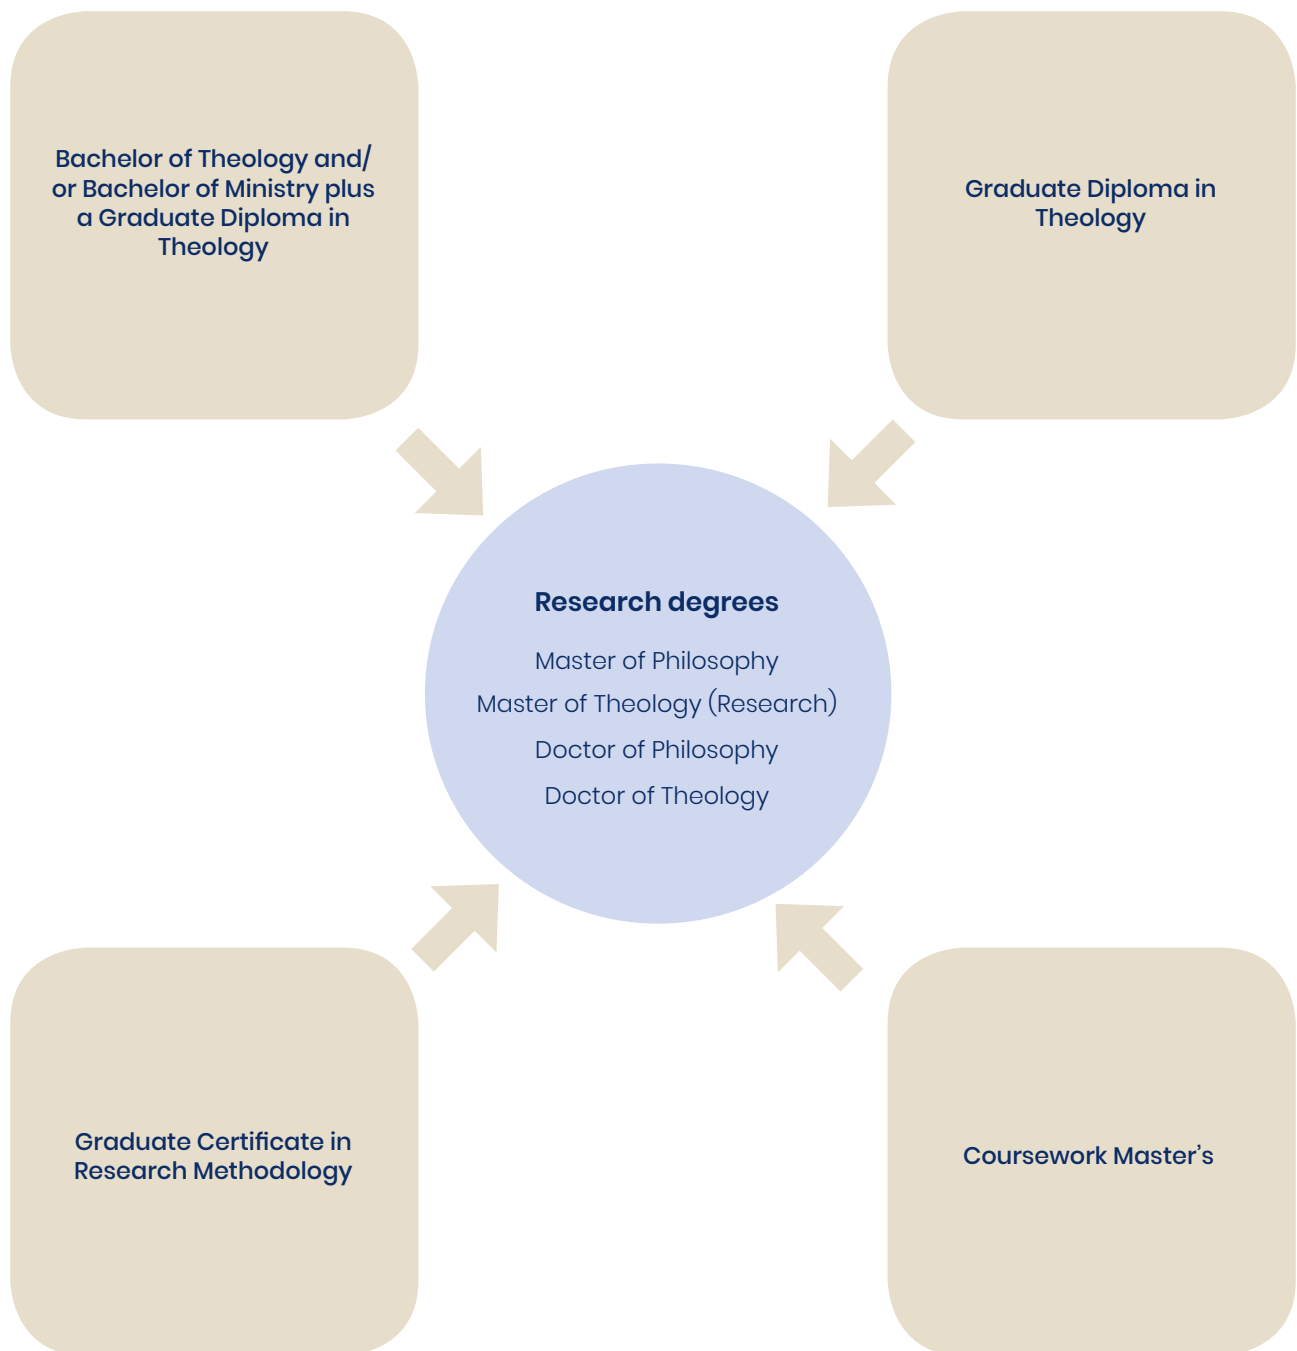 Bachelor of Theology and/
or Bachelor of Ministry plus
a Graduate Diploma in
Theology
Graduate Diploma in
Theology
Research degrees
Master of Philosophy
Master of Theology (Research)
Doctor of Philosophy
Doctor of Theology
Graduate Certificate in
Research Methodology
Coursework Master’s